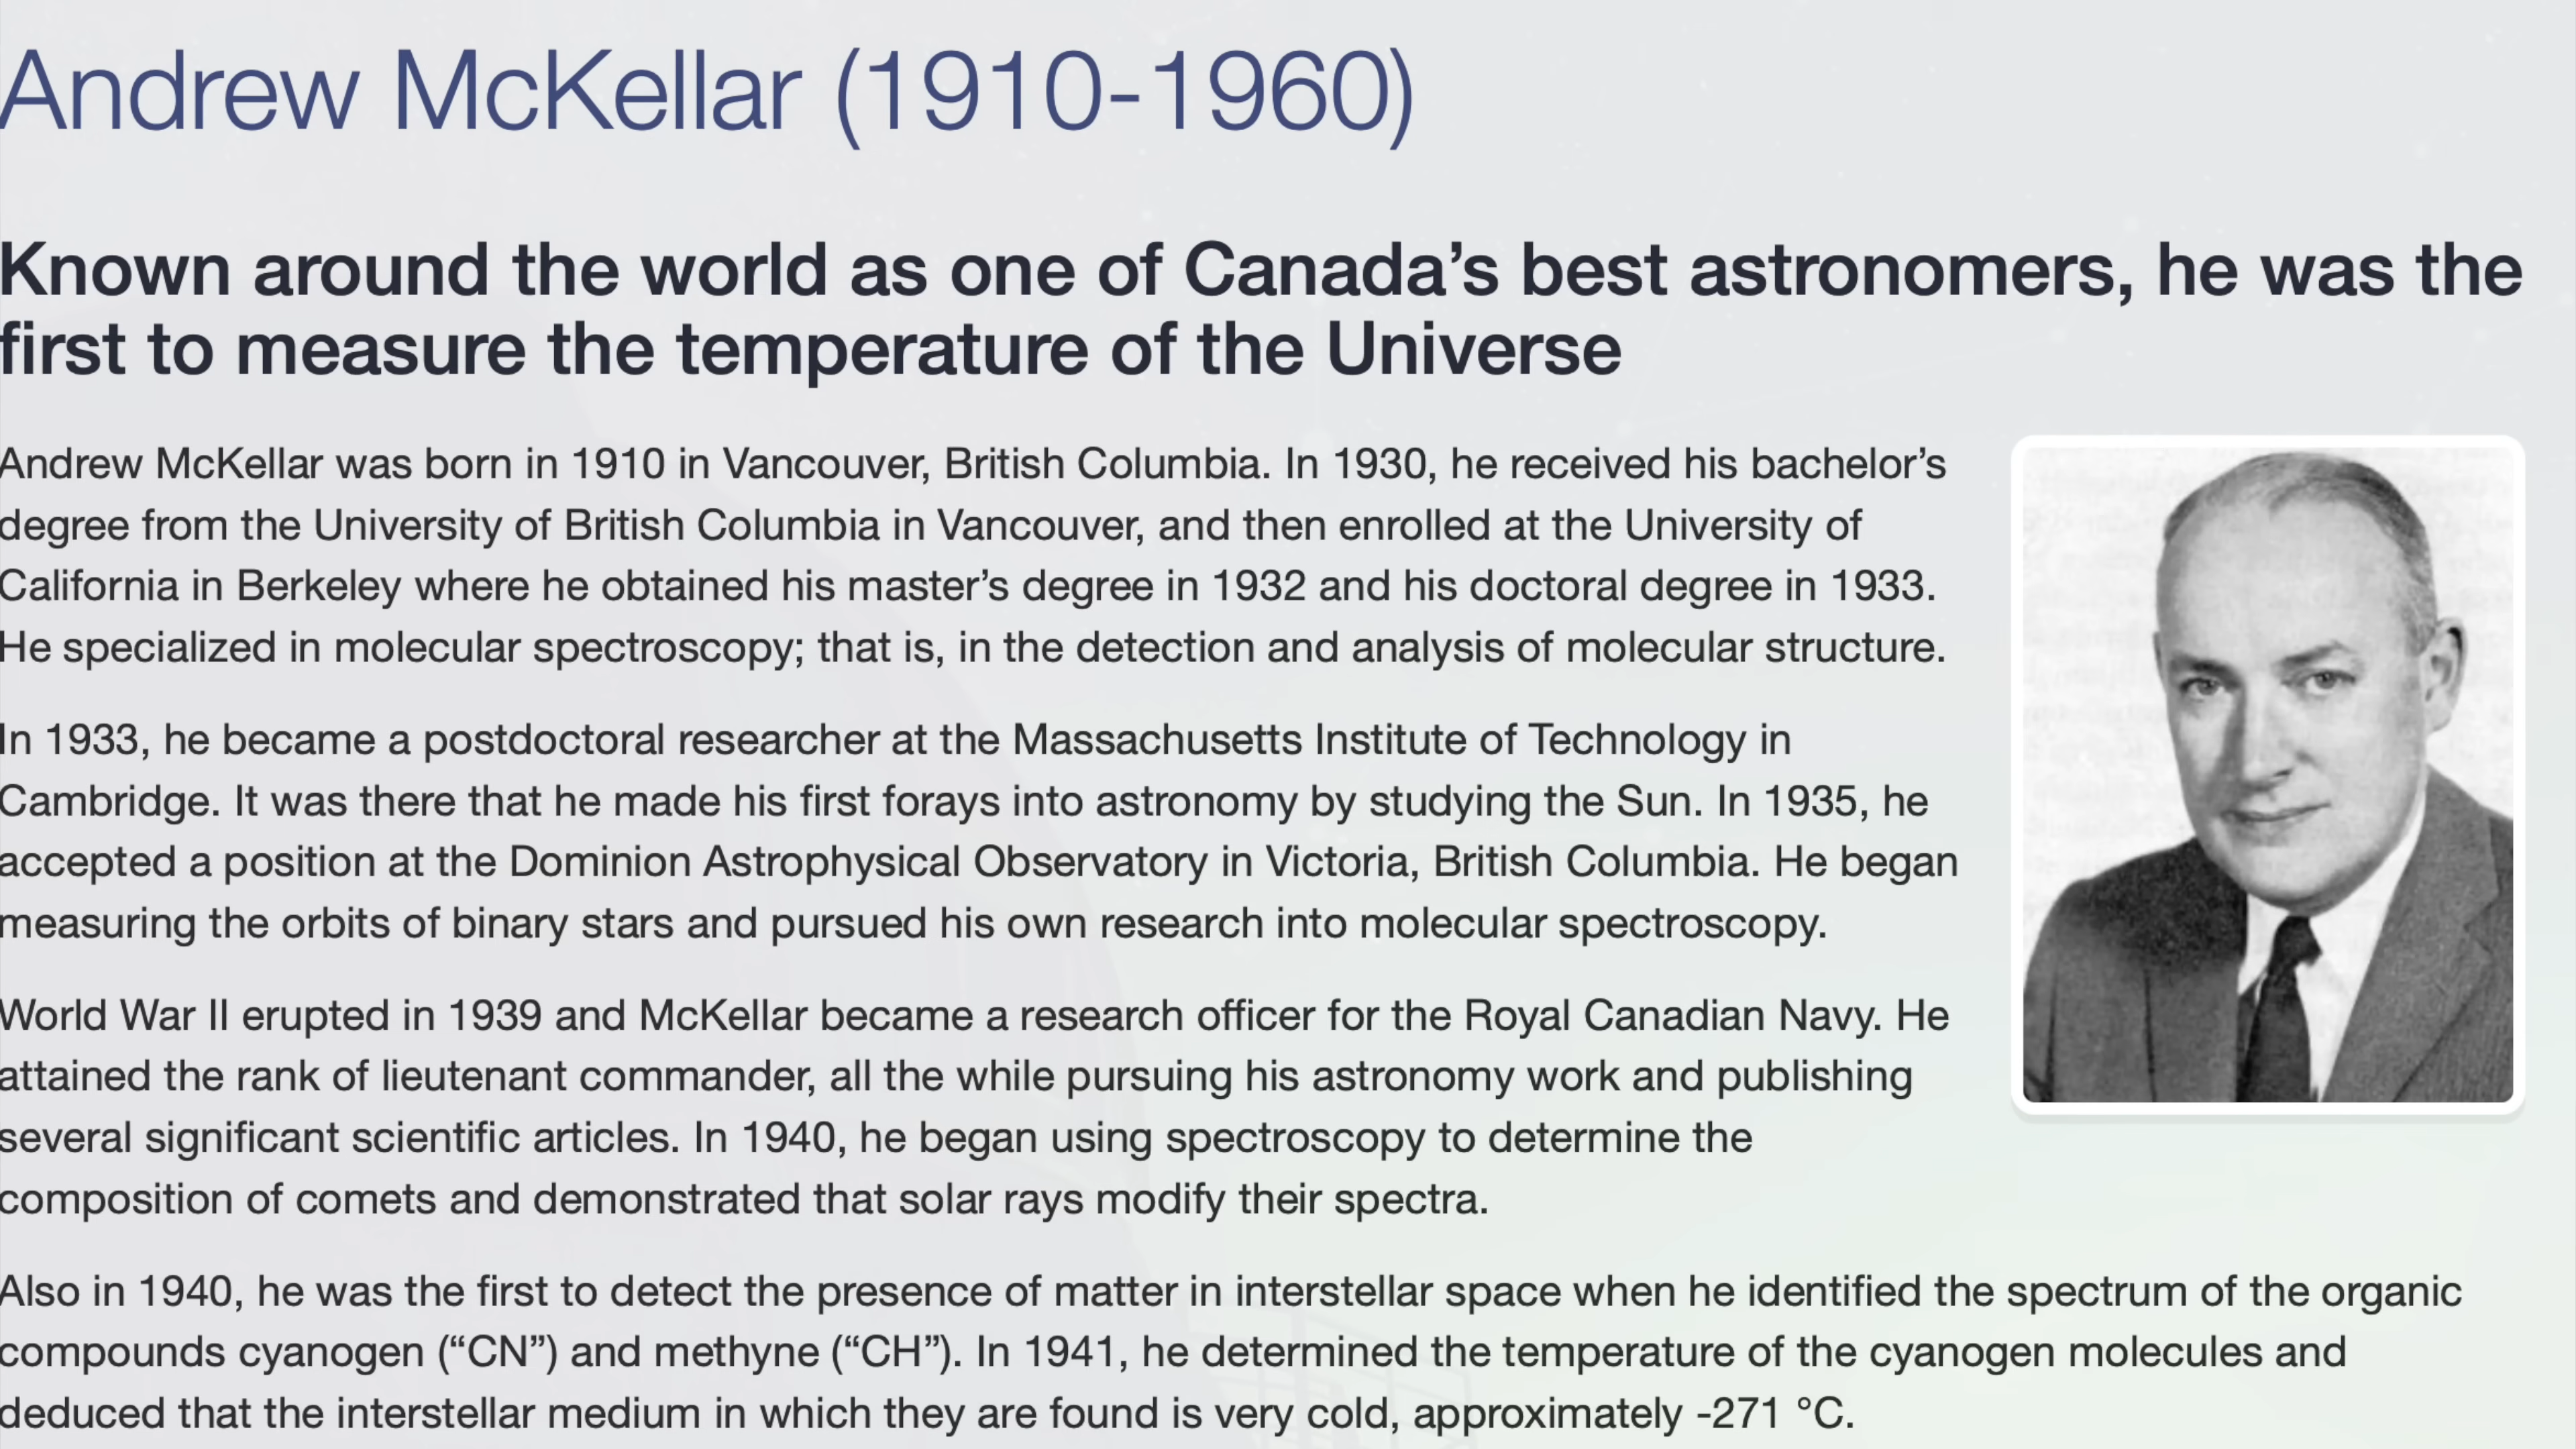 Andrew McKellar (1910-1960)
Known around the world as one of Canada’s best astronomers, he was the
first to measure the temperature of the Universe
Andrew McKellar was born in 1910 in Vancouver, British Columbia. In 1930, he received his bachelor’s
degree from the University of British Columbia in Vancouver, and then enrolled at the University of
California in Berkeley where he obtained his master’s degree in 1932 and his doctoral degree in 1933.
He specialized in molecular spectroscopy; that is, in the detection and analysis of molecular structure.
In 1933, he became a postdoctoral researcher at the Massachusetts Institute of Technology in
Cambridge. It was there that he made his first forays into astronomy by studying the Sun. In 1935, he
accepted a position at the Dominion Astrophysical Observatory in Victoria, British Columbia. He began
measuring the orbits of binary stars and pursued his own research into molecular spectroscopy.
World War II erupted in 1939 and McKellar became a research officer for the Royal Canadian Navy. He
attained the rank of lieutenant commander, all the while pursuing his astronomy work and publishing
several significant scientific articles. In 1940, he began using spectroscopy to determine the
composition of comets and demonstrated that solar rays modify their spectra.
Also in 1940, he was the first to detect the presence of matter in interstellar space when he identified the spectrum of the organic
compounds cyanogen (“CN”) and methyne (“CH”). In 1941, he determined the temperature of the cyanogen molecules and
deduced that the interstellar medium in which they are found is very cold, approximately -271 °C.